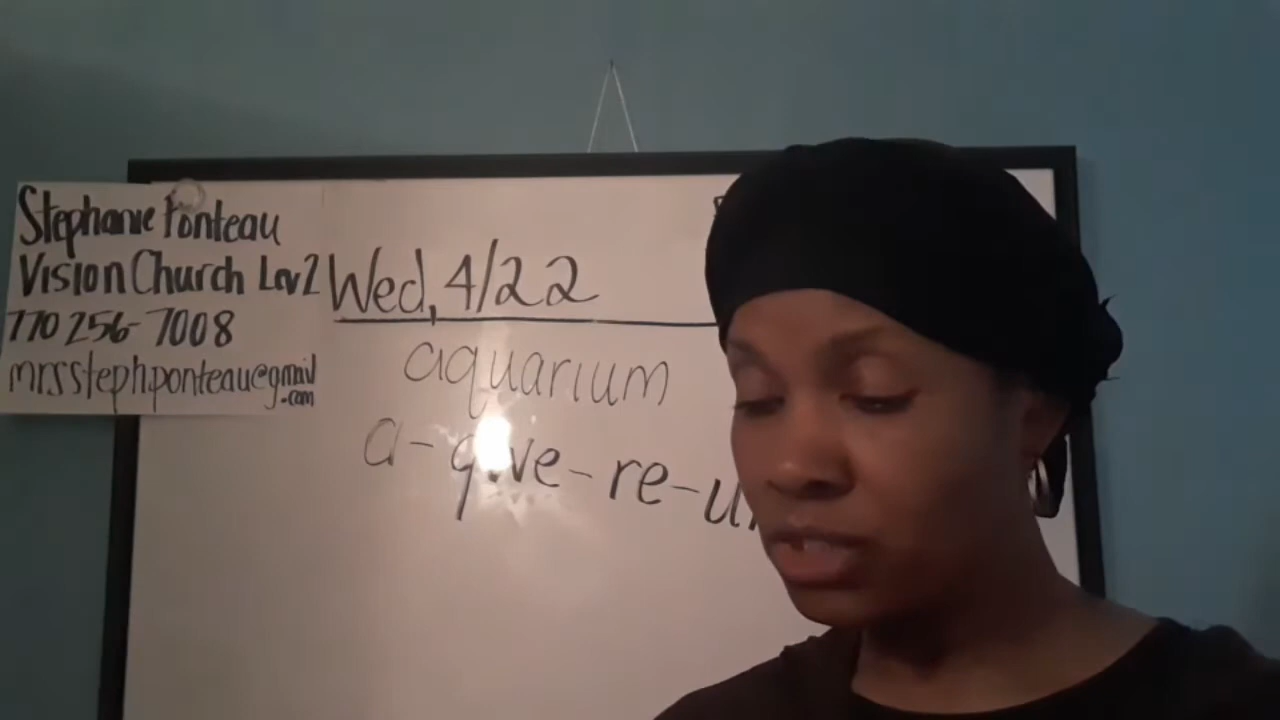 Stephanie Ponteau
Vision Church Lev2
770 256-7008
mrsstephponteau@gmail
.com
Wed, 4/22
aquarium
a- qwe-re-u